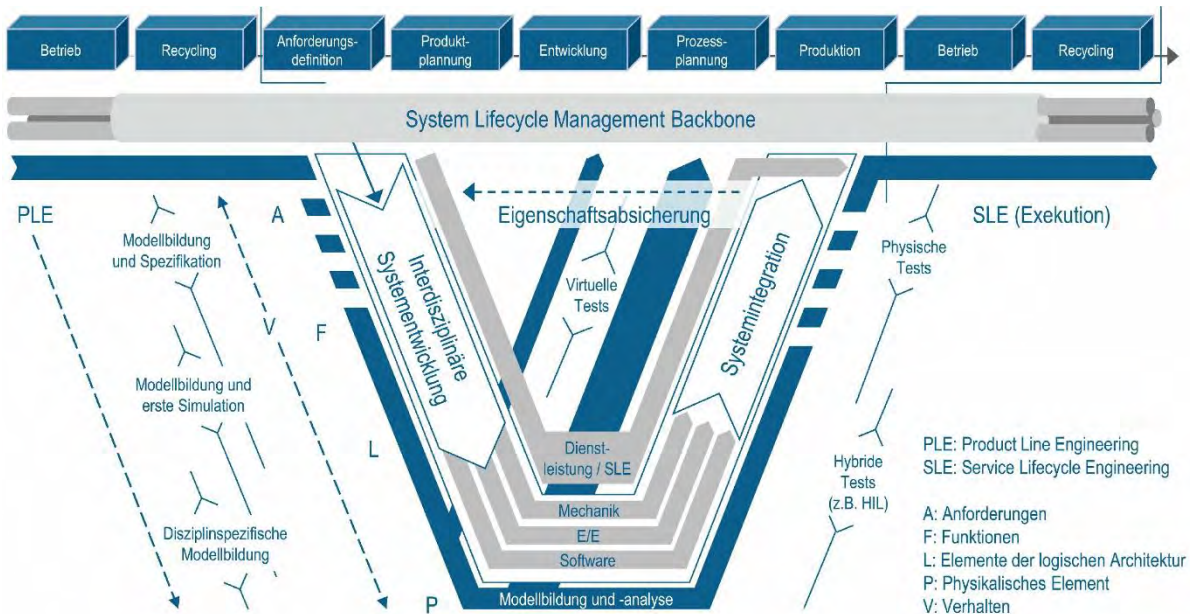 Betrieb
Recycling
Anforderungs-
definition
Produkt-
plannung
Entwicklung
Prozess-
plannung
Produktion
Betrieb
Recycling
System Lifecycle Management Backbone
PLE
A
Eigenschaftsabsicherung
SLE (Exekution)
Modellbildung
und Spezifikation
Interdisziplinäre
Systementwicklung
Virtuelle
Tests
Systemintegration
Physische
Tests
V
F
Modellbildung und
erste Simulation
L
Dienst-
leistung / SLE
Mechanik
E/E
Software
Hybride
Tests
(z.B. HIL)
Disziplinspezifische
Modellbildung
P
Modellbildung und -analyse
PLE: Product Line Engineering
SLE: Service Lifecycle Engineering
A: Anforderungen
F: Funktionen
L: Elemente der logischen Architektur
P: Physikalisches Element
V: Verhalten